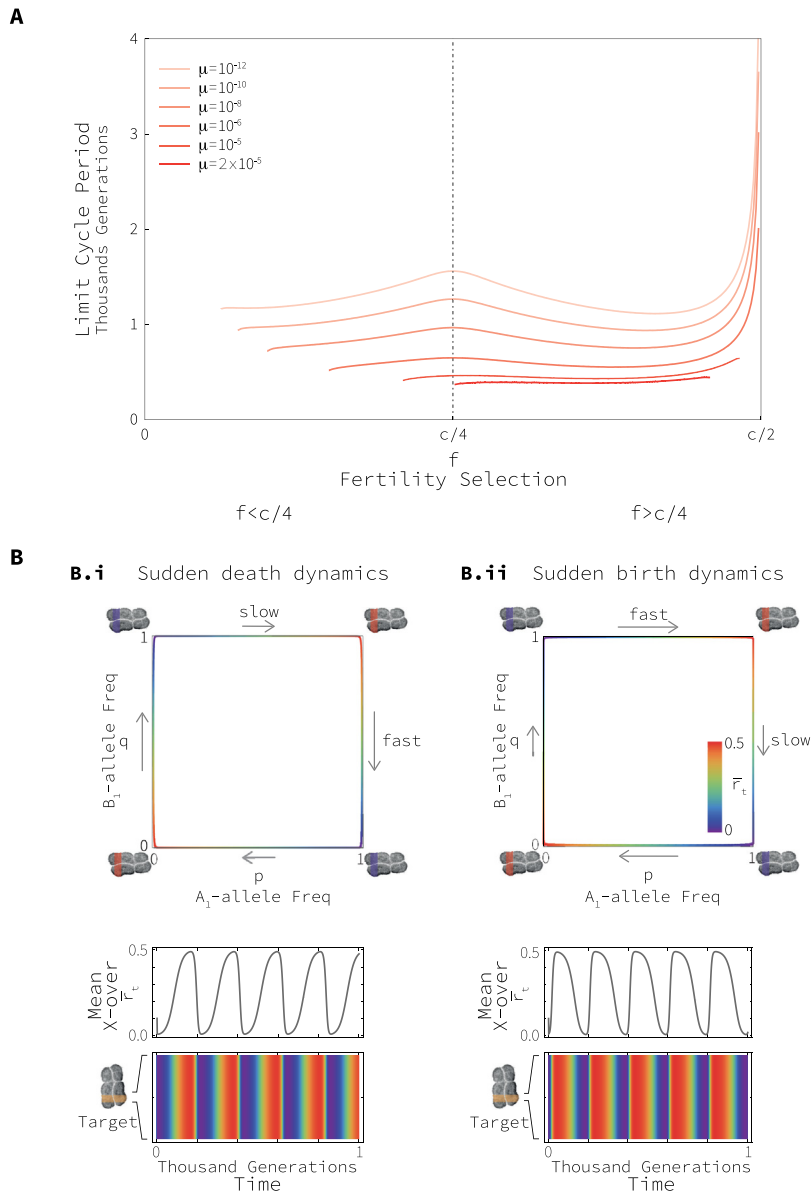 A
4
3
2
1
0
μ=10⁻¹²
μ=10⁻¹⁰
μ=10⁻⁸
μ=10⁻⁶
μ=10⁻⁵
μ=2×10⁻⁵
Limit Cycle Period
Thousands Generations
0
c/4
c/2
f
Fertility Selection
f<c/4
f>c/4
B
B.i Sudden death dynamics
B.ii Sudden birth dynamics
slow
1
q
B₁-allele Freq
fast
0
0
1
p
A₁-allele Freq
fast
1
q
B₁-allele Freq
slow
0.5
r̅ₜ
0
0
0
1
p
A₁-allele Freq
0.5
Mean
X-over
r̅ₜ
0.0
Target
0
1
Thousand Generations
Time
0.5
Mean
X-over
r̅ₜ
0.0
Target
0
1
Thousand Generations
Time